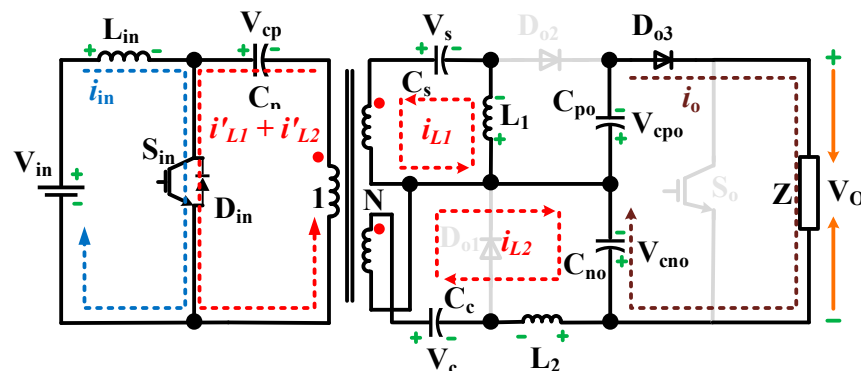 L_in
V_cp
V_s
D_o2
D_o3
+ - + - + - +
i_in
C_p
C_s
L_1
C_po
V_cpo
i_o
i'_L1 + i'_L2
i_L1
V_in
S_in
D_in
1
N
D_o1
i_L2
C_no
V_cno
S_o
Z
V_O
C_c
V_c
L_2
+ - - + -